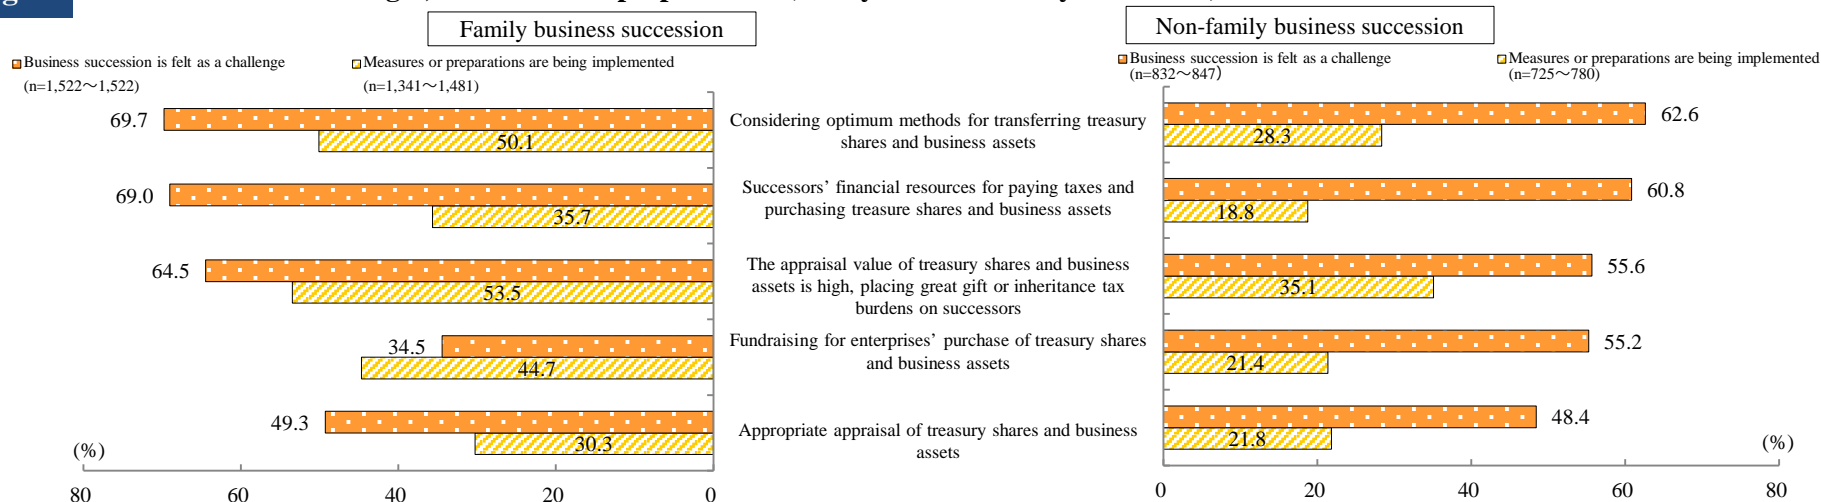 g
Family business succession
Non-family business succession
Business succession is felt as a challenge
(n=1,522～1,522)
Measures or preparations are being implemented
(n=1,341～1,481)
Business succession is felt as a challenge
(n=832～847)
Measures or preparations are being implemented
(n=725～780)
69.7
50.1
Considering optimum methods for transferring treasury
shares and business assets
62.6
28.3
69.0
35.7
Successors' financial resources for paying taxes and
purchasing treasure shares and business assets
60.8
18.8
64.5
53.5
The appraisal value of treasury shares and business
assets is high, placing great gift or inheritance tax
burdens on successors
55.6
35.1
34.5
44.7
Fundraising for enterprises' purchase of treasury shares
and business assets
55.2
21.4
49.3
30.3
Appropriate appraisal of treasury shares and business
assets
48.4
21.8
(%)
(%)
80 60 40 20 0
0 20 40 60 80